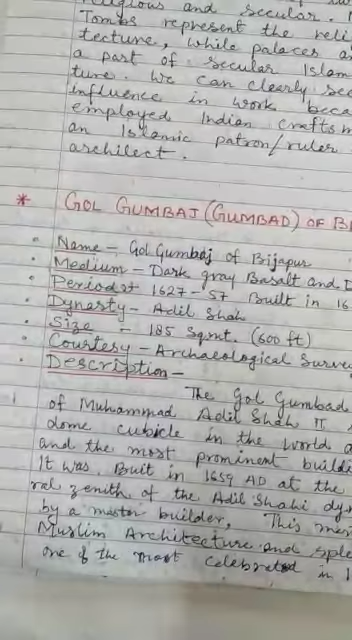 religious and secular.
Tombs represent the reli
tecture, while palaces a
a part of secular Islam
ture. We can clearly see
influence in work beca
employed Indian craftsm
an Islamic patron/ruler
architect.
* GOL GUMBAJ (GUMBAD) OF BI
• Name - Gol Gumbaj of Bijapur
• Medium - Dark gray Basalt and D
• Period of 1627-57 Built in 16
• Dynasty - Adil Shah
• Size - 185 Sqmt. (600 ft)
• Courtesy - Archaeological Surve
• Description -
The Gol Gumbad
of Muhammad Adil Shah II
dome cubicle in the world a
and the most prominent buildi
It was Buit in 1659 AD at the
ral zenith of the Adil Shahi dy
by a master builder, This
Muslim Architecture and sple
one of the most celebrated in